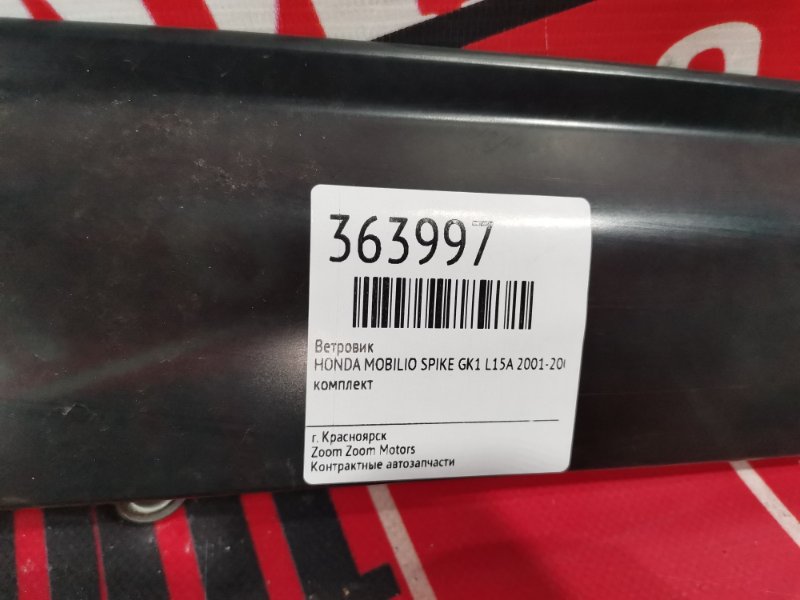 363997
Ветровик
HONDA MOBILIO SPIKE GK1 L15A 2001-20
комплект
г. Красноярск
Zoom Zoom Motors
Контрактные автозапчасти